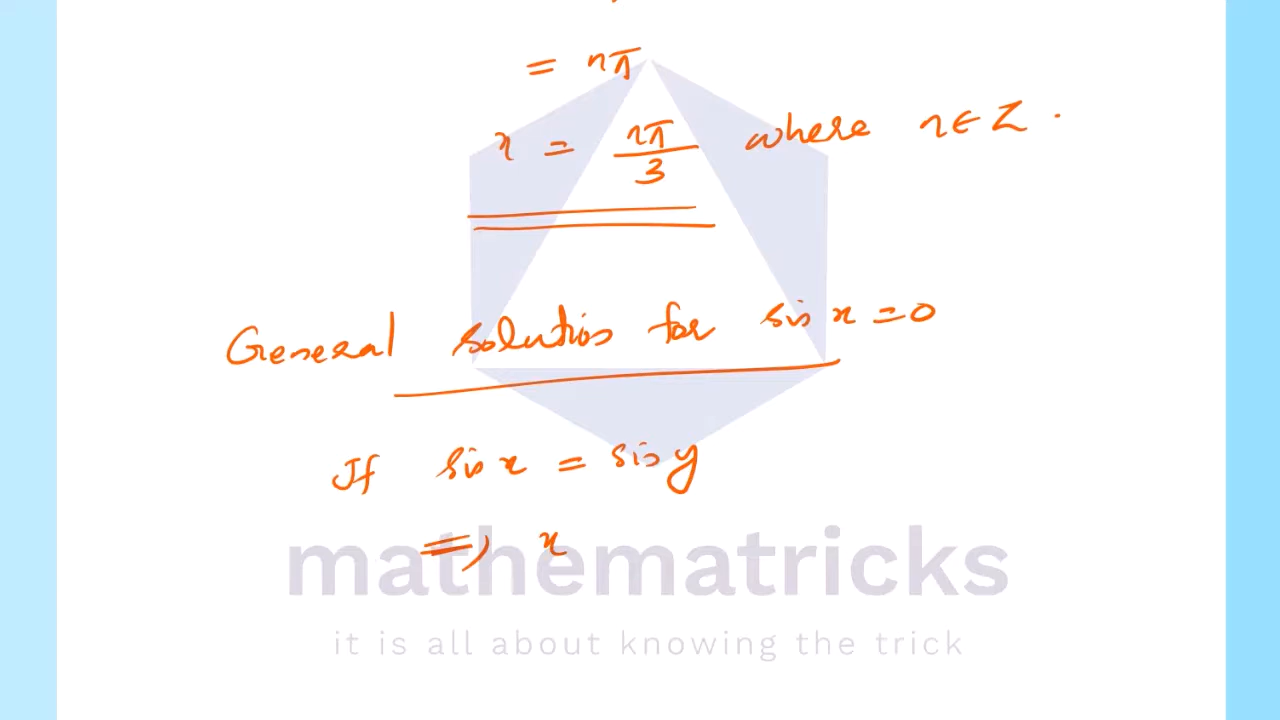 = nπ
x = nπ/3 where n ∈ Z.
General solution for sin x = 0
If sin x = sin y
⇒, x
mathematricks
it is all about knowing the trick